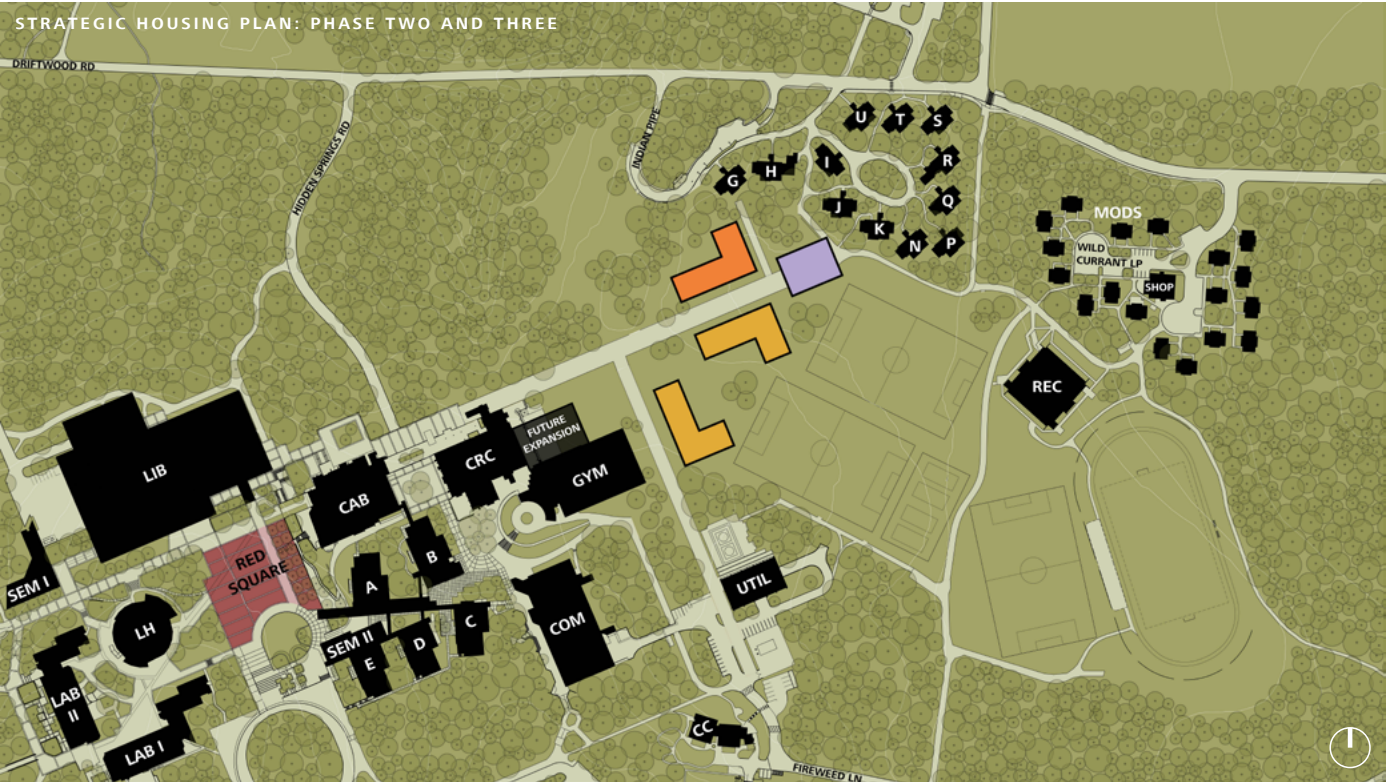 STRATEGIC HOUSING PLAN: PHASE TWO AND THREE
DRIFTWOOD RD
HIDDEN SPRINGS RD
INDIAN PIPE
U
T
S
R
Q
P
N
K
J
I
H
G
MODS
WILD
CURRANT LP
SHOP
REC
LIB
CAB
CRC
FUTURE
EXPANSION
GYM
RED
SQUARE
SEM I
LH
A
B
C
D
E
SEM II
COM
UTIL
LAB
II
LAB I
CC
FIREWEED LN